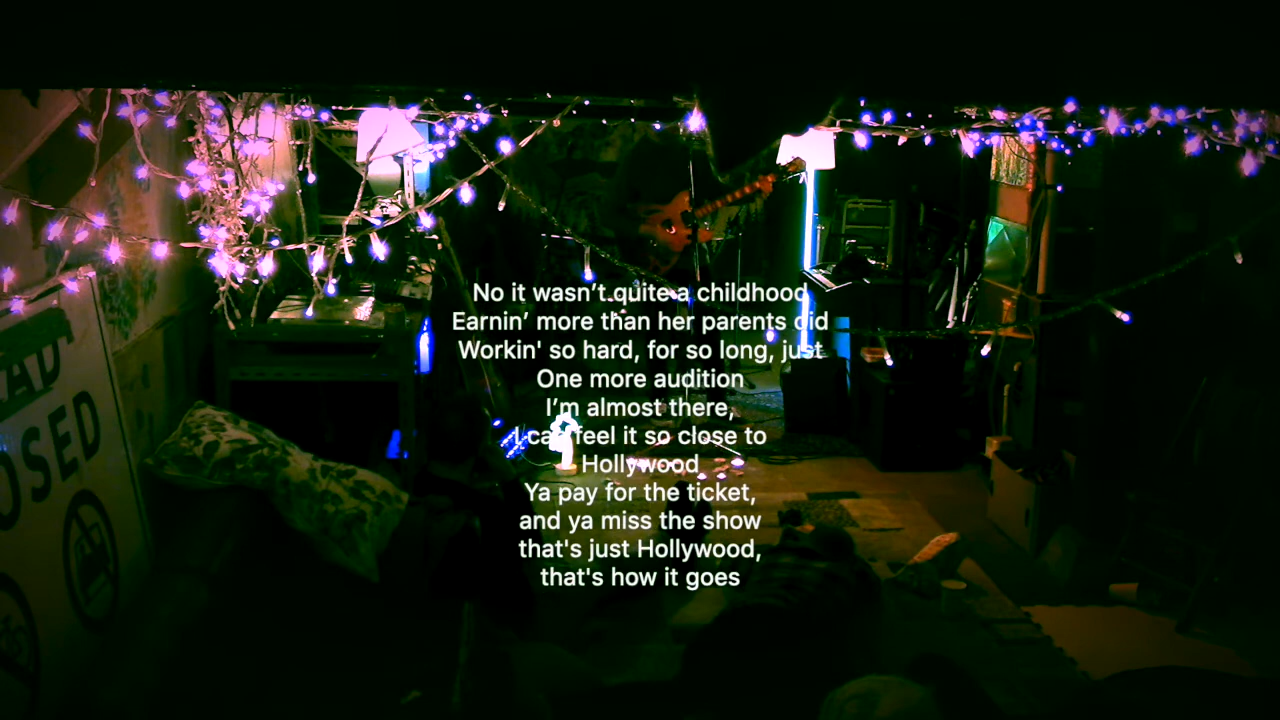 No it wasn’t quite a childhood
Earnin’ more than her parents did
Workin' so hard, for so long, just
One more audition
I’m almost there,
I can feel it so close to
Hollywood
Ya pay for the ticket,
and ya miss the show
that's just Hollywood,
that's how it goes
OSED